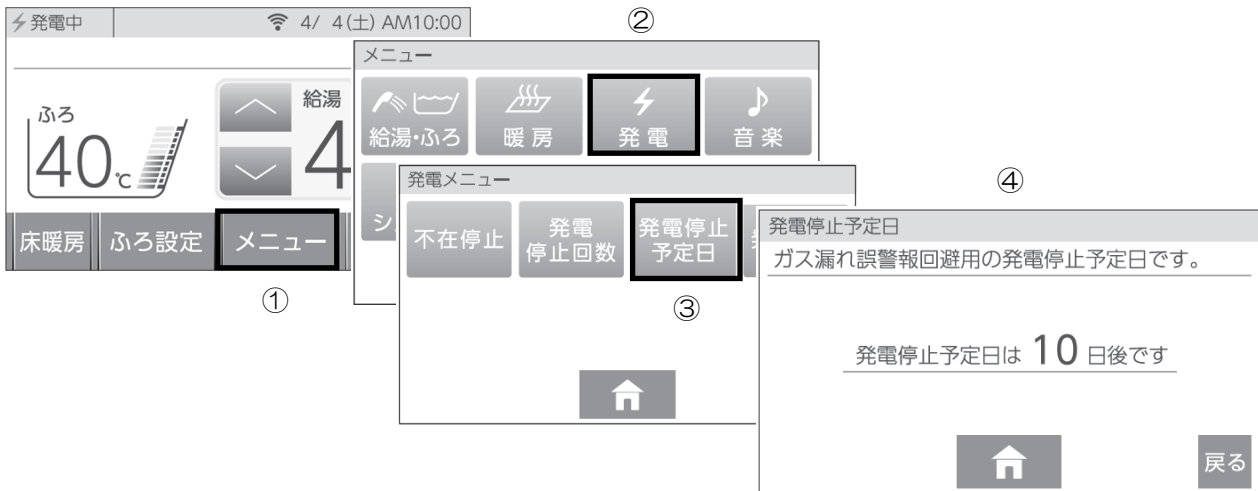 発電中
4/ 4(土) AM10:00
ふろ
40℃
給湯
4
床暖房
ふろ設定
メニュー
①
②
メニュー
給湯・ふろ
暖房
発電
音楽
シ
発電メニュー
不在停止
発電
停止回数
発電停止
予定日
③
④
発電停止予定日
ガス漏れ誤警報回避用の発電停止予定日です。
発電停止予定日は 10 日後です
戻る